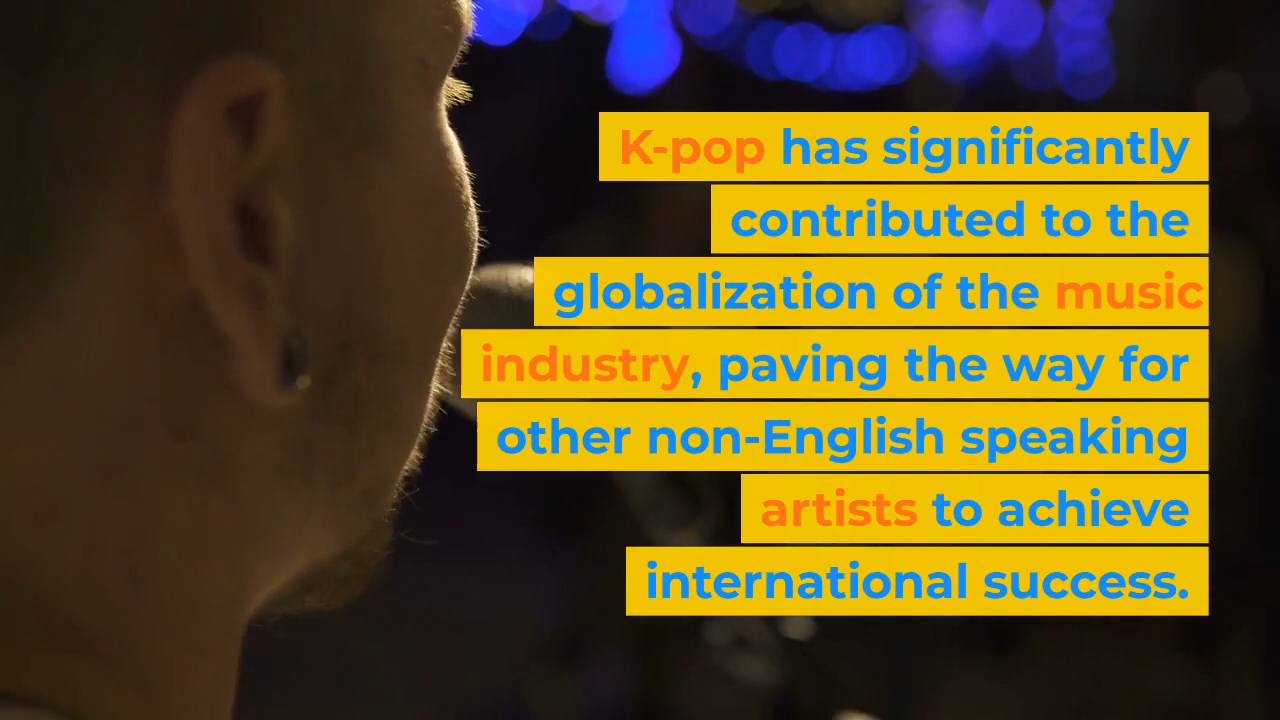 K-pop has significantly
contributed to the
globalization of the music
industry, paving the way for
other non-English speaking
artists to achieve
international success.